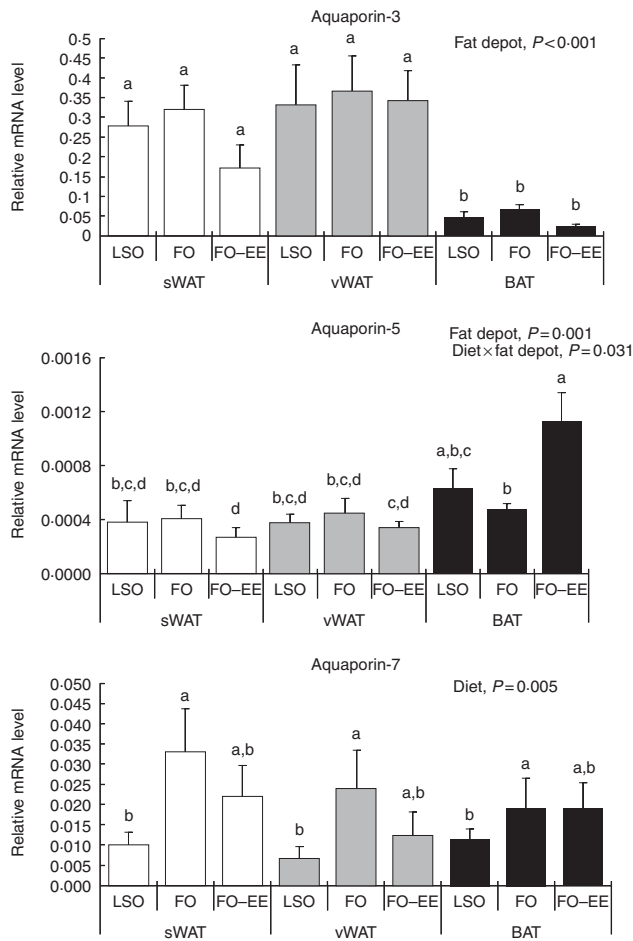 Aquaporin-3
Fat depot, P<0·001
Relative mRNA level
0·5
0·45
0·4
0·35
0·3
0·25
0·2
0·15
0·1
0·05
0
a a a a a a b b b
LSO FO FO–EE LSO FO FO–EE LSO FO FO–EE
sWAT vWAT BAT
Aquaporin-5
Fat depot, P=0·001
Diet×fat depot, P=0·031
Relative mRNA level
0·0016
0·0012
0·0008
0·0004
0·0000
b,c,d b,c,d d b,c,d b,c,d c,d a,b,c b a
LSO FO FO–EE LSO FO FO–EE LSO FO FO–EE
sWAT vWAT BAT
Aquaporin-7
Diet, P=0·005
Relative mRNA level
0·050
0·045
0·040
0·035
0·030
0·025
0·020
0·015
0·010
0·005
0·000
b a a,b b a a,b b a a,b
LSO FO FO–EE LSO FO FO–EE LSO FO FO–EE
sWAT vWAT BAT